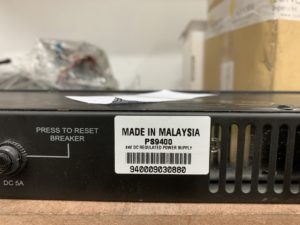 PRESS TO RESET
BREAKER
DC 5A
MADE IN MALAYSIA
PS9400
24V DC REGULATED POWER SUPPLY
940009030880